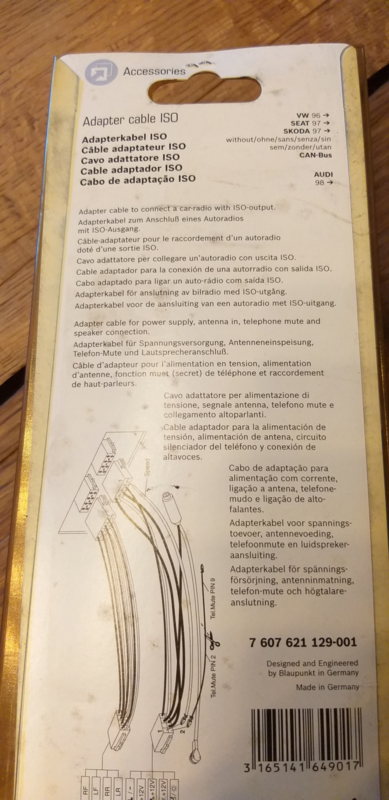 Accessories
Adapter cable ISO
Adapterkabel ISO
Câble adaptateur ISO
Cavo adattatore ISO
Cable adaptador ISO
Cabo de adaptação ISO
VW 96 →
SEAT 97 →
SKODA 97 →
without/ohne/sans/senza/sin
sem/zonder/utan
CAN-Bus
AUDI
98 →
Adapter cable to connect a car-radio with ISO-output.
Adapterkabel zum Anschluß eines Autoradios
mit ISO-Ausgang.
Câble-adaptateur pour le raccordement d'un autoradio
doté d'une sortie ISO.
Cavo adattatore per collegare un'autoradio con uscita ISO.
Cable adaptador para la conexión de una autorradio con salida ISO.
Cabo adaptado para ligar um auto-rádio com saída ISO.
Adapterkabel för anslutning av bilradio med ISO-utgång.
Adapterkabel voor de aansluiting van een autoradio met ISO-uitgang.
Adapter cable for power supply, antenna in, telephone mute and
speaker connection.
Adapterkabel für Spannungsversorgung, Antenneneinspeisung,
Telefon-Mute und Lautsprecheranschluß.
Câble d'adapteur pour l'alimentation en tension, alimentation
d'antenne, fonction muet (secret) de téléphone et raccordement
de haut-parleurs.
Cavo adattatore per alimentazione di
tensione, segnale antenna, telefono mute e
collegamento altoparlanti.
Cable adaptador para la alimentación de
tensión, alimentación de antena, circuito
silenciador del teléfono y conexión de
altavoces.
Cabo de adaptação para
alimentação com corrente,
ligação a antena, telefone-
mudo e ligação de alto-
falantes.
Adapterkabel voor spannings-
toevoer, antennevoeding,
telefoonmute en luidspreker-
aansluiting.
Adapterkabel för spännings-
försörjning, antenninmatning,
telefon-mute och högtalare-
anslutning.
Tel.Mute PIN 9
Tel.Mute PIN 2
7 607 621 129-001
Designed and Engineered
by Blaupunkt in Germany
Made in Germany
3 165141 649017
RF
LF
RR
LR
+12V
+12V